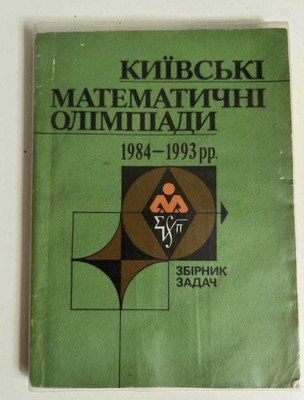 КИЇВСЬКІ
МАТЕМАТИЧНІ
ОЛІМПІАДИ
1984—1993 рр.
ЗБІРНИК
ЗАДАЧ